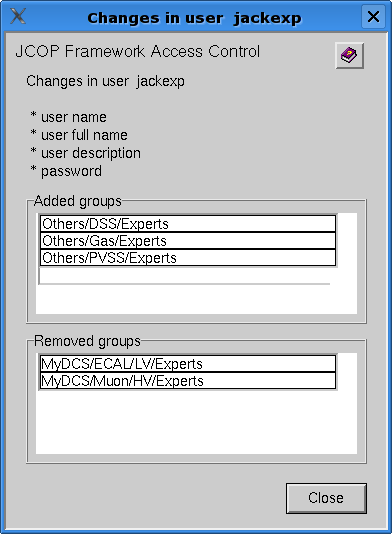 Changes in user  jackexp
JCOP Framework Access Control
Changes in user  jackexp
* user name
* user full name
* user description
* password
Added groups
Others/DSS/Experts
Others/Gas/Experts
Others/PVSS/Experts
Removed groups
MyDCS/ECAL/LV/Experts
MyDCS/Muon/HV/Experts
Close